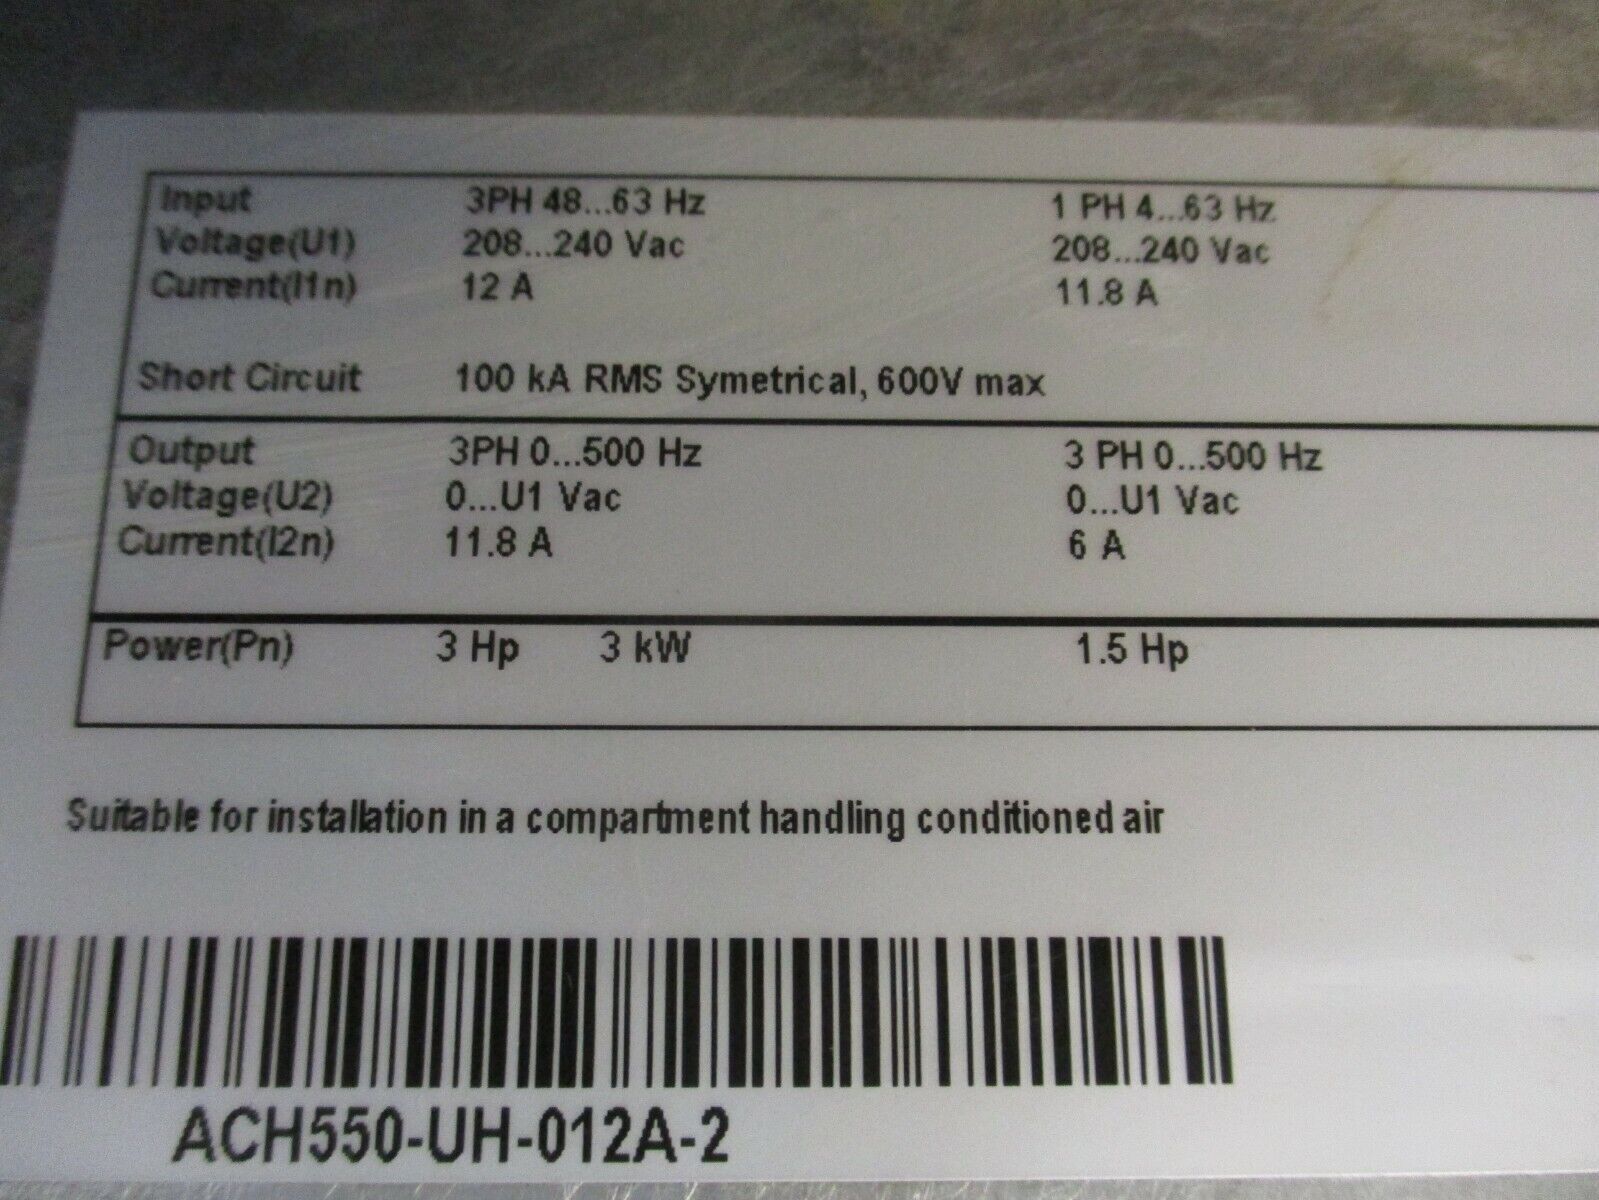 Input 3PH 48...63 Hz 1 PH 4...63 Hz
Voltage(U1) 208...240 Vac 208...240 Vac
Current(I1n) 12 A 11.8 A
Short Circuit 100 kA RMS Symetrical, 600V max
Output 3PH 0...500 Hz 3 PH 0...500 Hz
Voltage(U2) 0...U1 Vac 0...U1 Vac
Current(I2n) 11.8 A 6 A
Power(Pn) 3 Hp 3 kW 1.5 Hp
Suitable for installation in a compartment handling conditioned air
ACH550-UH-012A-2